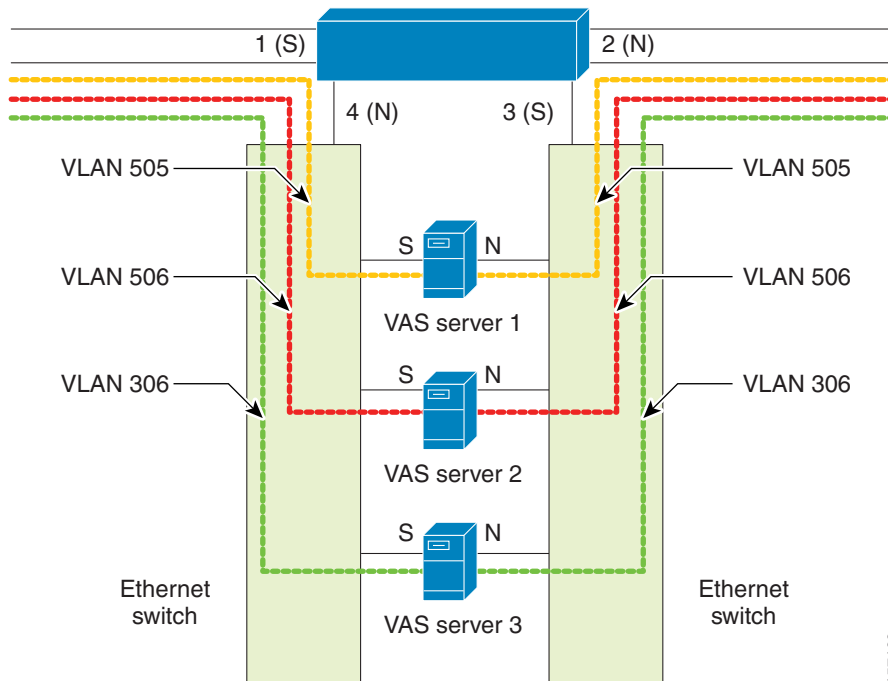 1 (S)
2 (N)
4 (N)
3 (S)
VLAN 505
VLAN 505
S
N
VAS server 1
VLAN 506
VLAN 506
S
N
VAS server 2
VLAN 306
VLAN 306
S
N
VAS server 3
Ethernet
switch
Ethernet
switch